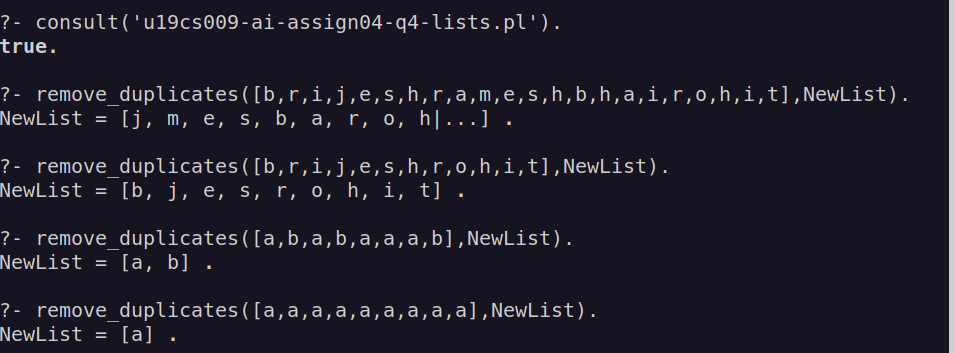 ?- consult('u19cs009-ai-assign04-q4-lists.pl').
true.
?- remove_duplicates([b,r,i,j,e,s,h,r,a,m,e,s,h,b,h,a,i,r,o,h,i,t],NewList).
NewList = [j, m, e, s, b, a, r, o, h|...] .
?- remove_duplicates([b,r,i,j,e,s,h,r,o,h,i,t],NewList).
NewList = [b, j, e, s, r, o, h, i, t] .
?- remove_duplicates([a,b,a,b,a,a,a,b],NewList).
NewList = [a, b] .
?- remove_duplicates([a,a,a,a,a,a,a,a,a],NewList).
NewList = [a] .